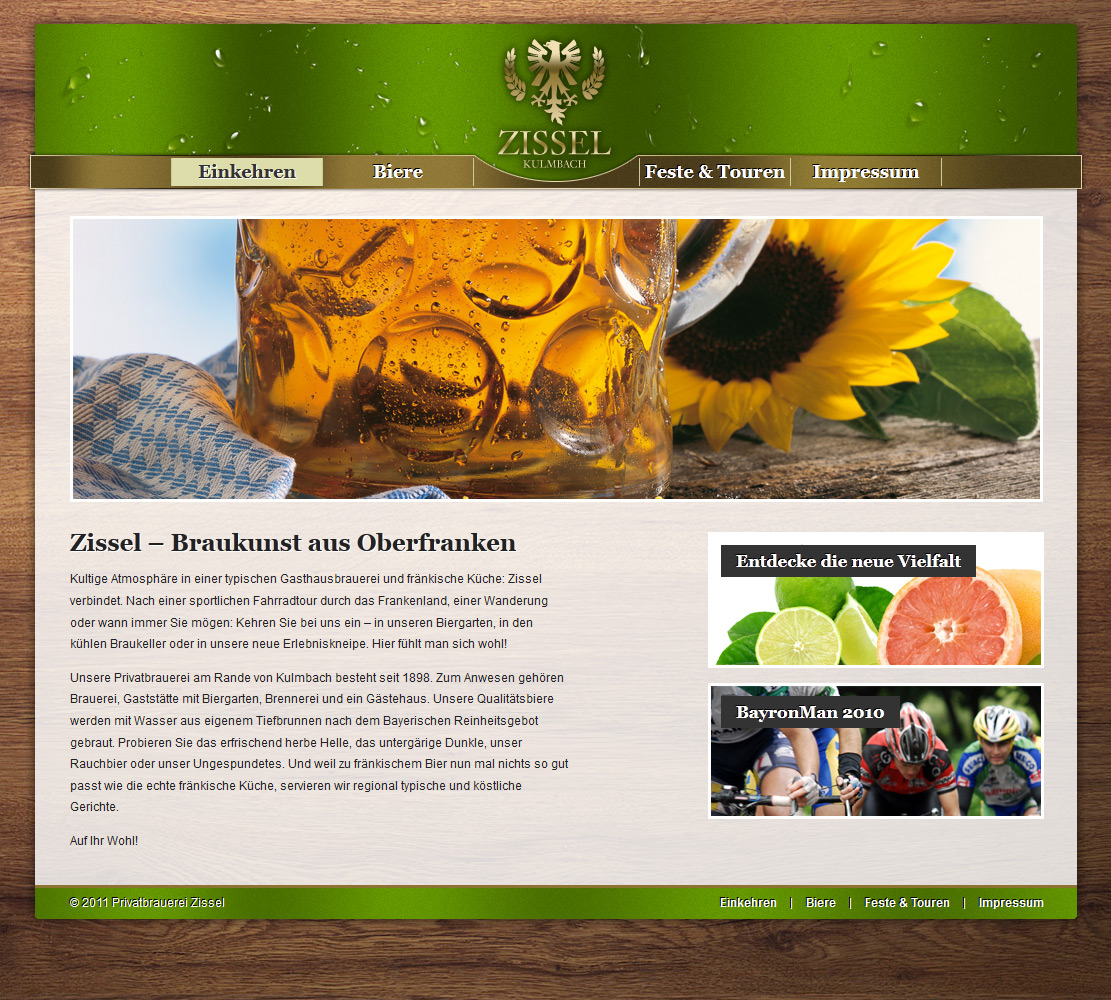 ZISSEL
KULMBACH
Einkehren
Biere
Feste & Touren
Impressum
Zissel – Braukunst aus Oberfranken
Kultige Atmosphäre in einer typischen Gasthausbrauerei und fränkische Küche: Zissel
verbindet. Nach einer sportlichen Fahrradtour durch das Frankenland, einer Wanderung
oder wann immer Sie mögen: Kehren Sie bei uns ein – in unseren Biergarten, in den
kühlen Braukeller oder in unsere neue Erlebniskneipe. Hier fühlt man sich wohl!
Unsere Privatbrauerei am Rande von Kulmbach besteht seit 1898. Zum Anwesen gehören
Brauerei, Gaststätte mit Biergarten, Brennerei und ein Gästehaus. Unsere Qualitätsbiere
werden mit Wasser aus eigenem Tiefbrunnen nach dem Bayerischen Reinheitsgebot
gebraut. Probieren Sie das erfrischend herbe Helle, das untergärige Dunkle, unser
Rauchbier oder unser Ungespundetes. Und weil zu fränkischem Bier nun mal nichts so gut
passt wie die echte fränkische Küche, servieren wir regional typische und köstliche
Gerichte.
Auf Ihr Wohl!
Entdecke die neue Vielfalt
BayronMan 2010
© 2011 Privatbrauerei Zissel
Einkehren | Biere | Feste & Touren | Impressum